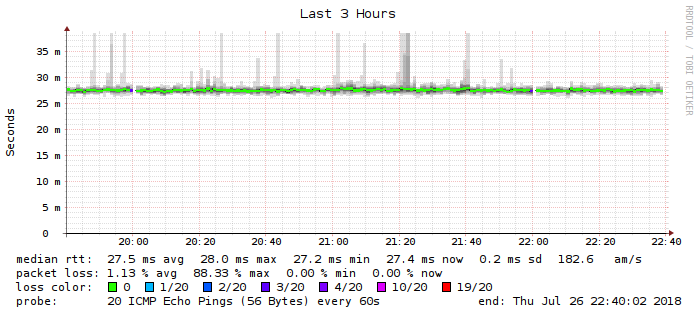 Last 3 Hours
RRDTOOL / TOBI OETIKER
Seconds
35 m
30 m
25 m
20 m
15 m
10 m
5 m
0
20:00 20:20 20:40 21:00 21:20 21:40 22:00 22:20 22:40
median rtt: 27.5 ms avg 28.0 ms max 27.2 ms min 27.4 ms now 0.2 ms sd 182.6 am/s
packet loss: 1.13 % avg 88.33 % max 0.00 % min 0.00 % now
loss color: 0 1/20 2/20 3/20 4/20 10/20 19/20
probe: 20 ICMP Echo Pings (56 Bytes) every 60s end: Thu Jul 26 22:40:02 2018